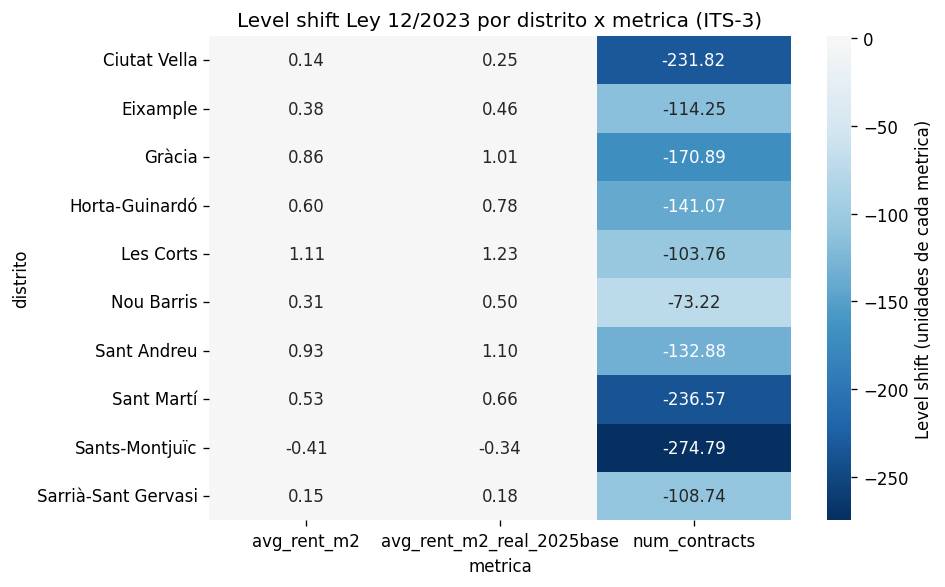 Level shift Ley 12/2023 por distrito x metrica (ITS-3)
distrito
Ciutat Vella 0.14 0.25 -231.82
Eixample 0.38 0.46 -114.25
Gràcia 0.86 1.01 -170.89
Horta-Guinardó 0.60 0.78 -141.07
Les Corts 1.11 1.23 -103.76
Nou Barris 0.31 0.50 -73.22
Sant Andreu 0.93 1.10 -132.88
Sant Martí 0.53 0.66 -236.57
Sants-Montjuïc -0.41 -0.34 -274.79
Sarrià-Sant Gervasi 0.15 0.18 -108.74
avg_rent_m2 avg_rent_m2_real_2025base num_contracts
metrica
0
−50
−100
−150
−200
−250
Level shift (unidades de cada metrica)